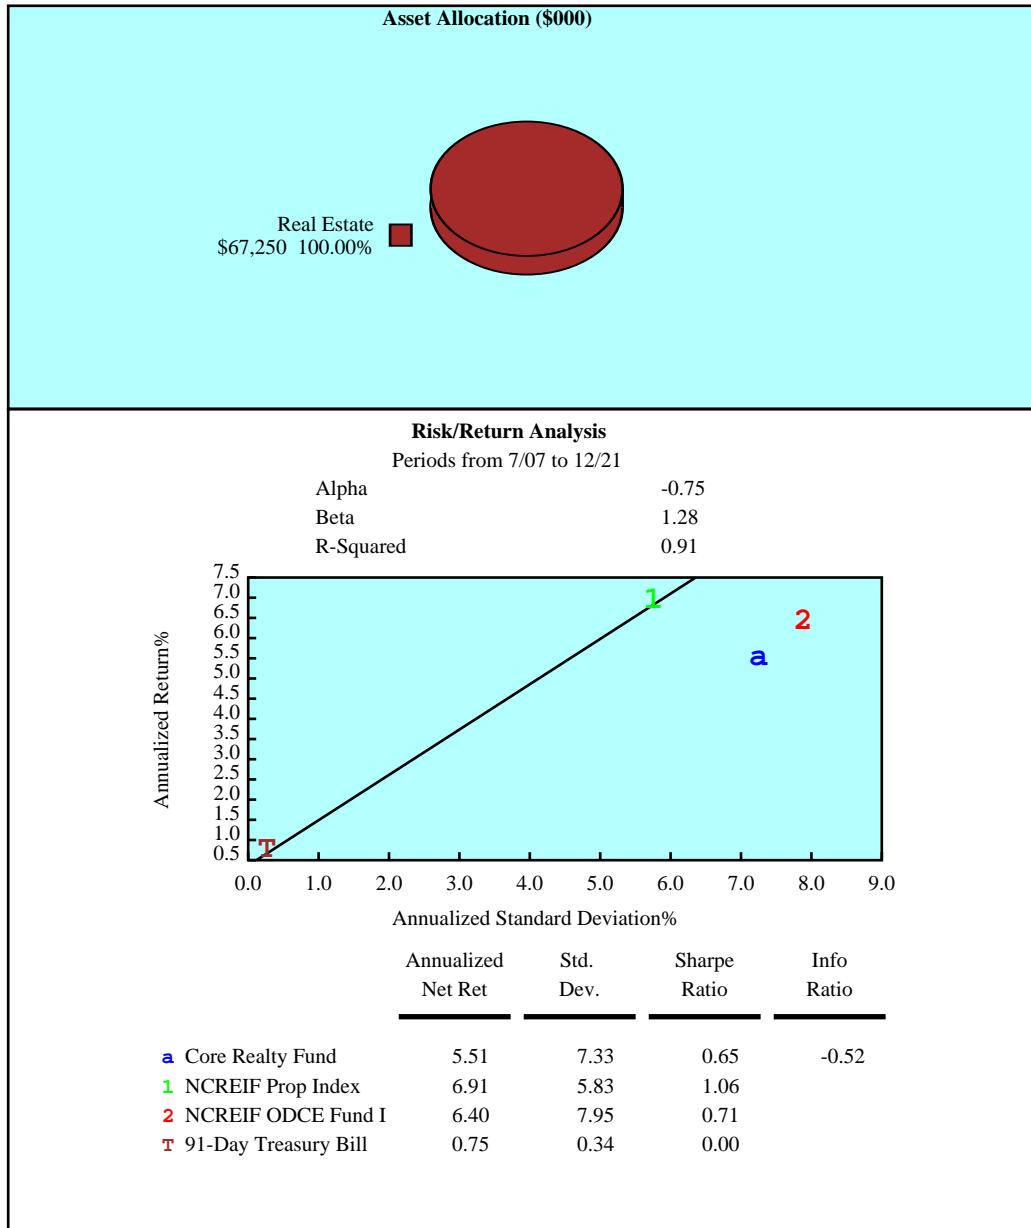 Asset Allocation ($000)
Real Estate
$67,250 100.00%
Risk/Return Analysis
Periods from 7/07 to 12/21
Alpha -0.75
Beta 1.28
R-Squared 0.91
Annualized Return%
7.5
7.0
6.5
6.0
5.5
5.0
4.5
4.0
3.5
3.0
2.5
2.0
1.5
1.0
0.5
1
2
a
T
0.0 1.0 2.0 3.0 4.0 5.0 6.0 7.0 8.0 9.0
Annualized Standard Deviation%
Annualized Std. Sharpe Info
Net Ret Dev. Ratio Ratio
a Core Realty Fund 5.51 7.33 0.65 -0.52
1 NCREIF Prop Index 6.91 5.83 1.06
2 NCREIF ODCE Fund I 6.40 7.95 0.71
T 91-Day Treasury Bill 0.75 0.34 0.00